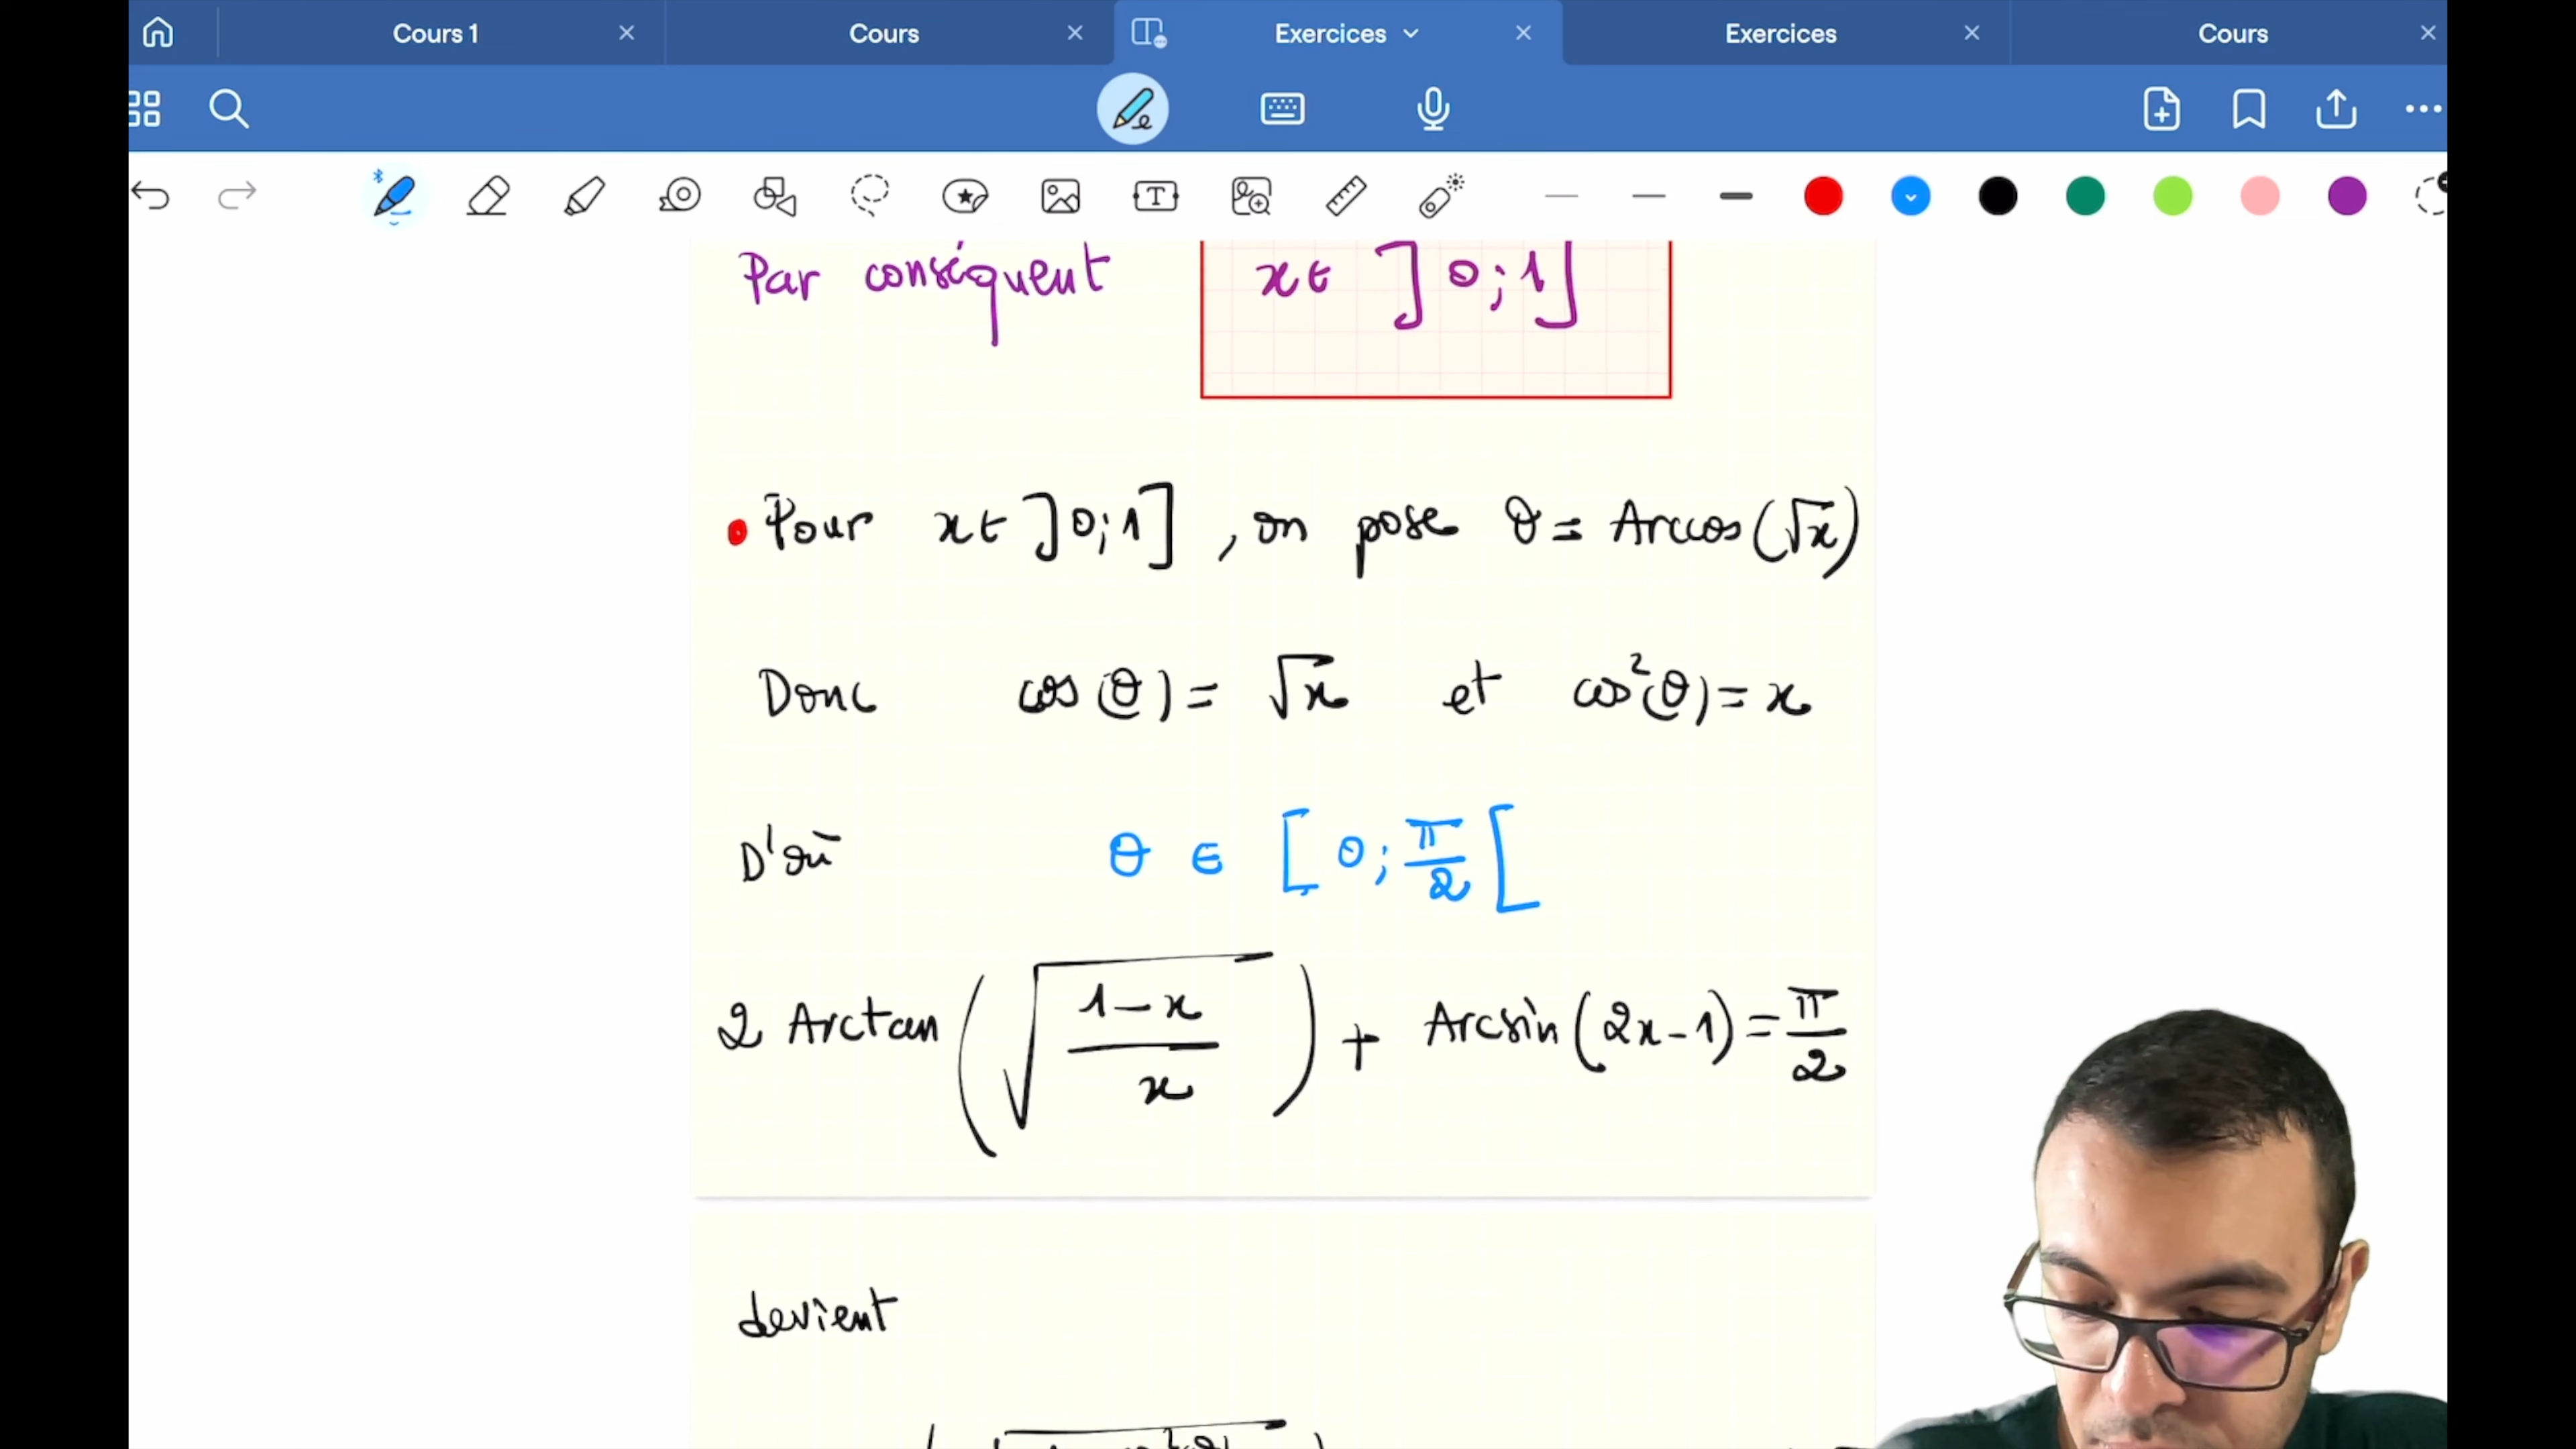 Cours 1 Cours Exercices Exercices Cours
Par conséquent x ∈ ]0;1]
• Pour x ∈ ]0;1], on pose θ = Arccos(√x)
Donc cos(θ) = √x et cos²(θ) = x
D'où θ ∈ [0; π/2[
2 Arctan(√((1-x)/x)) + Arcsin(2x-1) = π/2
devient